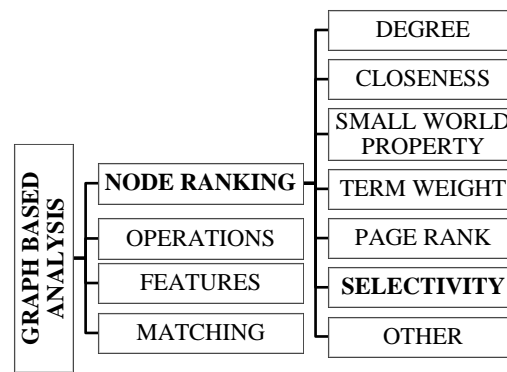 GRAPH BASED
ANALYSIS
NODE RANKING
OPERATIONS
FEATURES
MATCHING
DEGREE
CLOSENESS
SMALL WORLD
PROPERTY
TERM WEIGHT
PAGE RANK
SELECTIVITY
OTHER